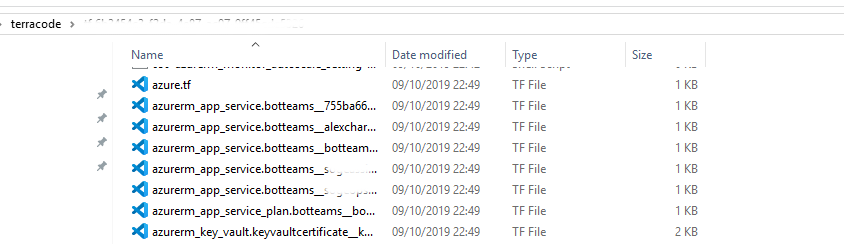 terracode
Name Date modified Type Size
azure.tf 09/10/2019 22:49 TF File 1 KB
azurerm_app_service.botteams__755ba66... 09/10/2019 22:49 TF File 1 KB
azurerm_app_service.botteams__alexchar... 09/10/2019 22:49 TF File 1 KB
azurerm_app_service.botteams__botteam... 09/10/2019 22:49 TF File 1 KB
azurerm_app_service.botteams__ 09/10/2019 22:49 TF File 1 KB
azurerm_app_service.botteams__ 09/10/2019 22:49 TF File 1 KB
azurerm_app_service_plan.botteams__bo... 09/10/2019 22:49 TF File 1 KB
azurerm_key_vault.keyvaultcertificate__k... 09/10/2019 22:49 TF File 2 KB